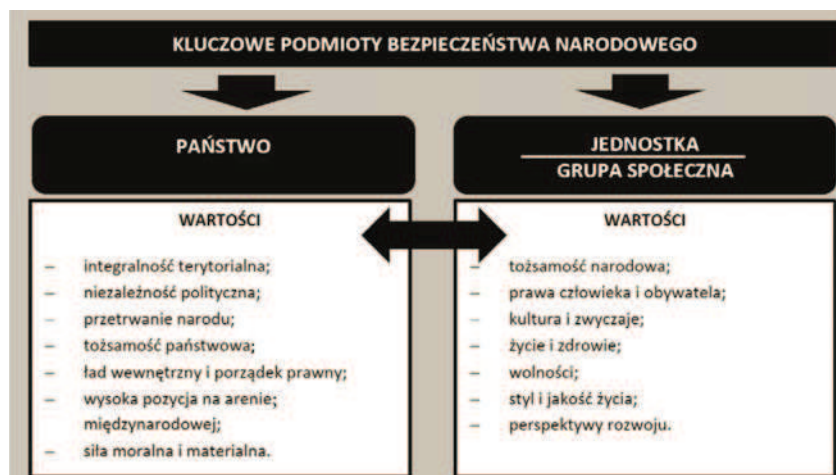 KLUCZOWE PODMIOTY BEZPIECZEŃSTWA NARODOWEGO
PAŃSTWO
WARTOŚCI
– integralność terytorialna;
– niezależność polityczna;
– przetrwanie narodu;
– tożsamość państwowa;
– ład wewnętrzny i porządek prawny;
– wysoka pozycja na arenie;
międzynarodowej;
– siła moralna i materialna.
JEDNOSTKA
GRUPA SPOŁECZNA
WARTOŚCI
– tożsamość narodowa;
– prawa człowieka i obywatela;
– kultura i zwyczaje;
– życie i zdrowie;
– wolności;
– styl i jakość życia;
– perspektywy rozwoju.